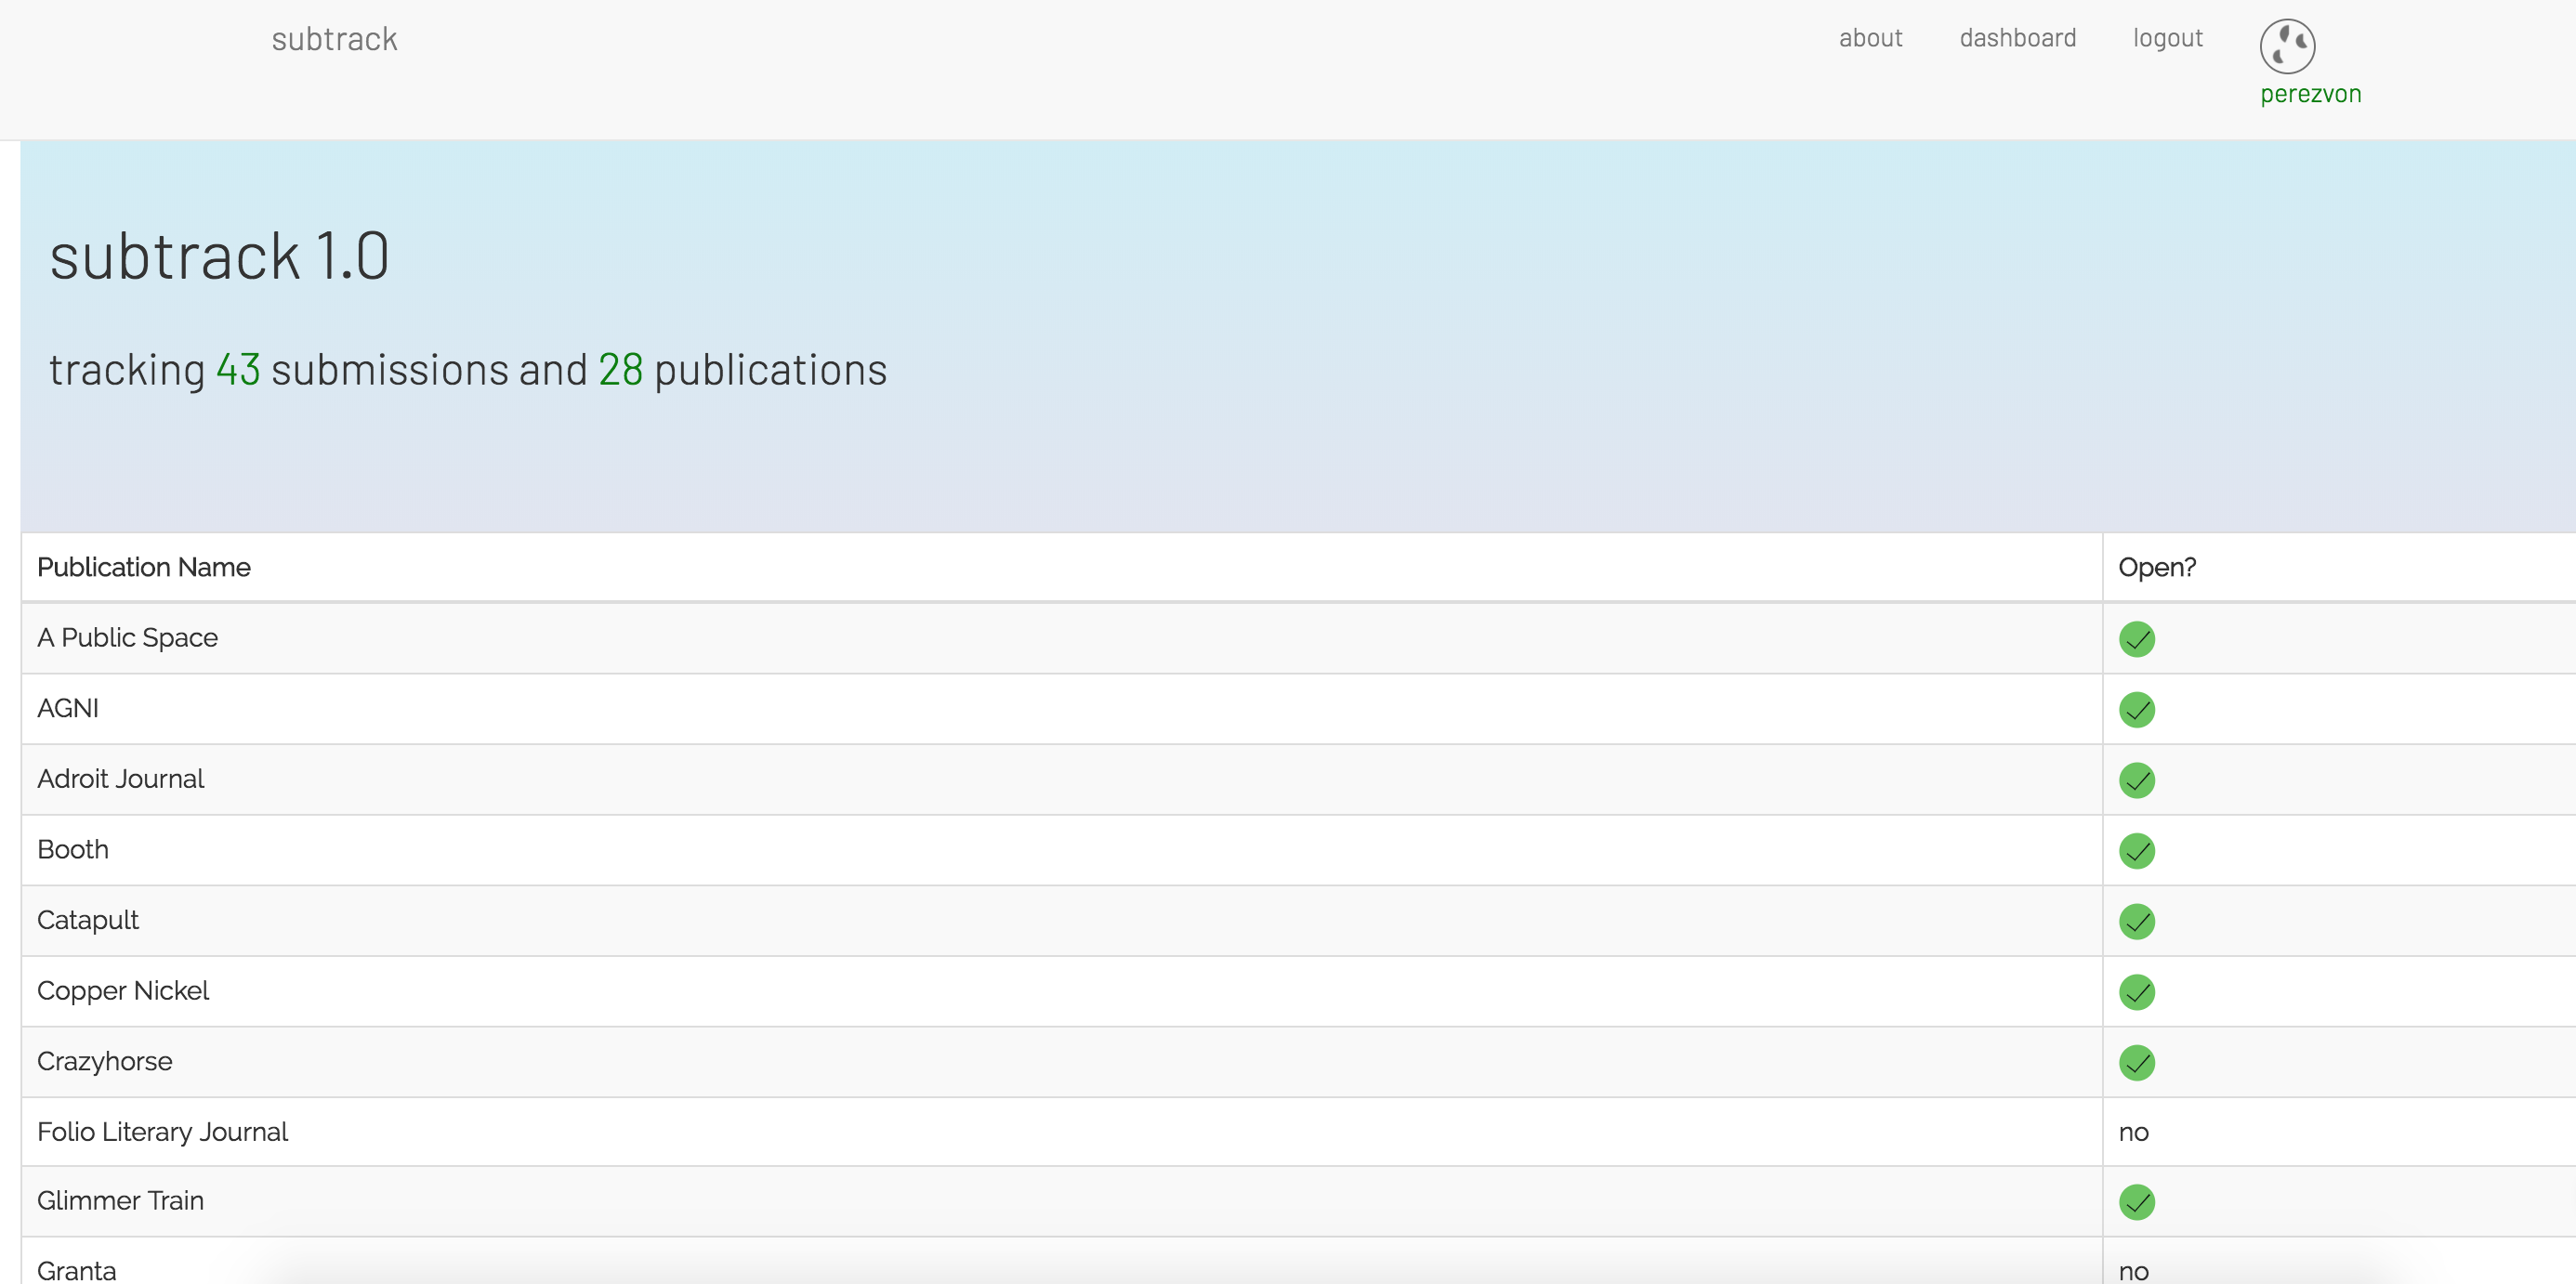 subtrack about dashboard logout
perezvon
subtrack 1.0
tracking 43 submissions and 28 publications
Publication Name Open?
A Public Space
AGNI
Adroit Journal
Booth
Catapult
Copper Nickel
Crazyhorse
Folio Literary Journal no
Glimmer Train
Granta no